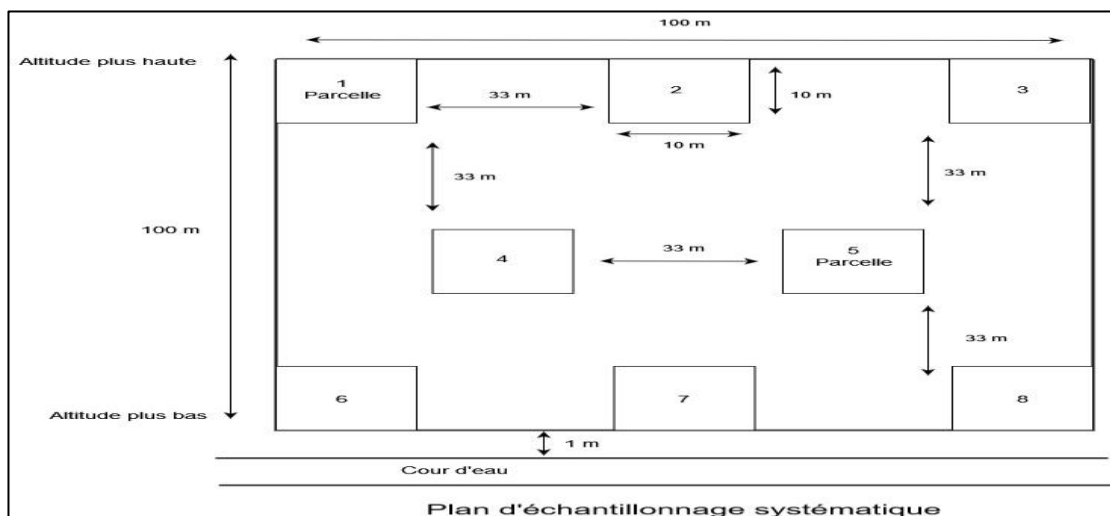 100 m
Altitude plus haute
1
Parcelle
33 m
2
10 m
3
10 m
33 m
33 m
100 m
4
33 m
5
Parcelle
33 m
6
7
8
Altitude plus bas
1 m
Cour d'eau
Plan d'échantillonnage systématique